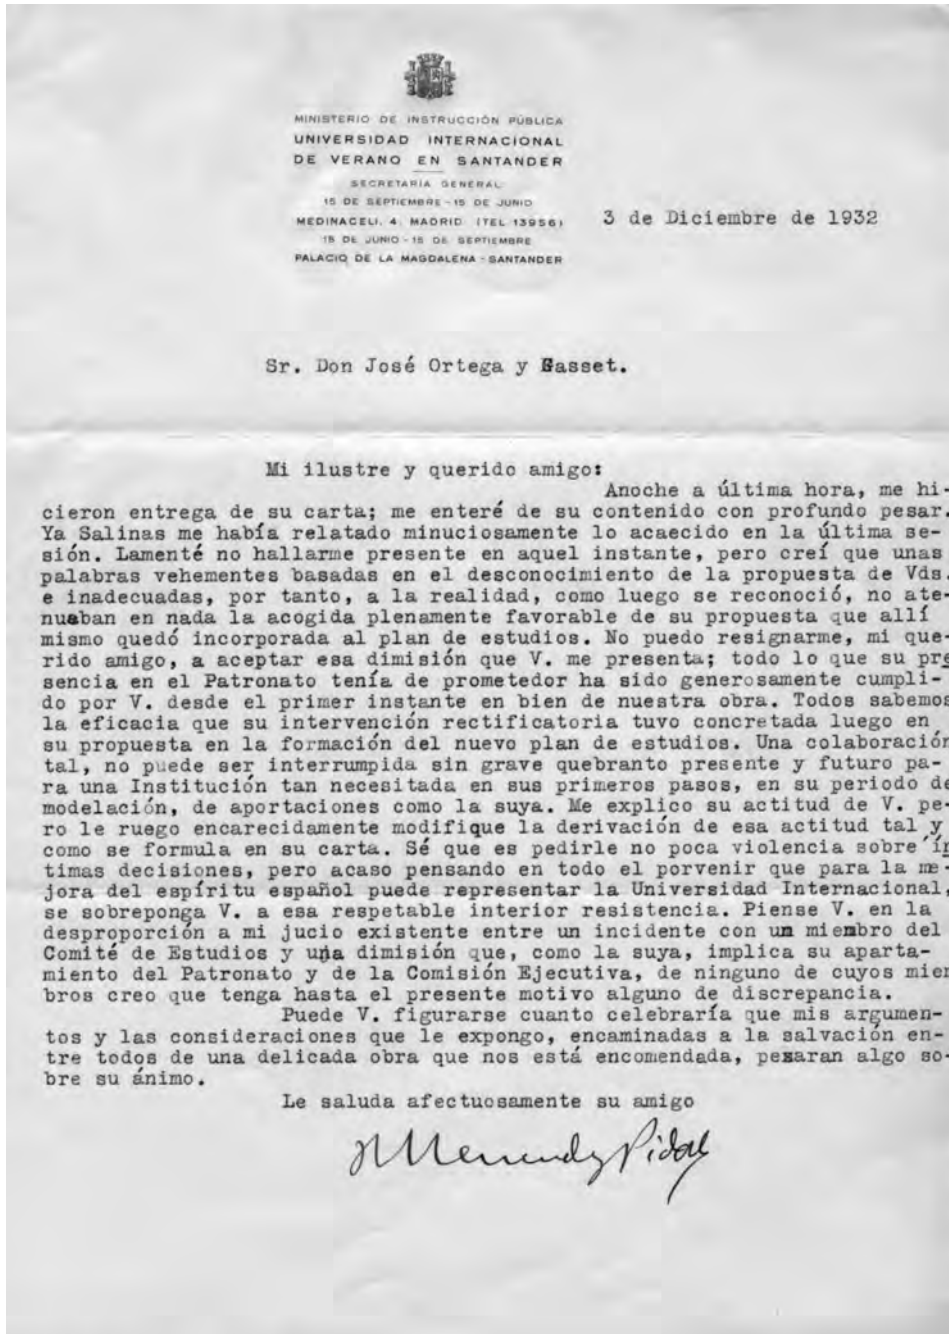 MINISTERIO DE INSTRUCCIÓN PÚBLICA
UNIVERSIDAD INTERNACIONAL
DE VERANO EN SANTANDER
SECRETARÍA GENERAL
15 DE SEPTIEMBRE - 15 DE JUNIO
MEDINACELI, 4. MADRID (TEL 13956)
15 DE JUNIO - 15 DE SEPTIEMBRE
PALACIO DE LA MAGDALENA - SANTANDER
3 de Diciembre de 1932
Sr. Don José Ortega y Gasset.
Mi ilustre y querido amigo:
Anoche a última hora, me hi-
cieron entrega de su carta; me enteré de su contenido con profundo pesar.
Ya Salinas me había relatado minuciosamente lo acaecido en la última se-
sión. Lamenté no hallarme presente en aquel instante, pero creí que unas
palabras vehementes basadas en el desconocimiento de la propuesta de Vds.
e inadecuadas, por tanto, a la realidad, como luego se reconoció, no ate-
nuaban en nada la acogida plenamente favorable de su propuesta que allí
mismo quedó incorporada al plan de estudios. No puedo resignarme, mi que-
rido amigo, a aceptar esa dimisión que V. me presenta; todo lo que su pre
sencia en el Patronato tenía de prometedor ha sido generosamente cumpli-
do por V. desde el primer instante en bien de nuestra obra. Todos sabemos
la eficacia que su intervención rectificatoria tuvo concretada luego en
su propuesta en la formación del nuevo plan de estudios. Una colaboración
tal, no puede ser interrumpida sin grave quebranto presente y futuro pa-
ra una Institución tan necesitada en sus primeros pasos, en su periodo de
modelación, de aportaciones como la suya. Me explico su actitud de V. pe-
ro le ruego encarecidamente modifique la derivación de esa actitud tal y
como se formula en su carta. Sé que es pedirle no poca violencia sobre ín
timas decisiones, pero acaso pensando en todo el porvenir que para la me-
jora del espíritu español puede representar la Universidad Internacional,
se sobreponga V. a esa respetable interior resistencia. Piense V. en la
desproporción a mi jucio existente entre un incidente con un miembro del
Comité de Estudios y una dimisión que, como la suya, implica su aparta-
miento del Patronato y de la Comisión Ejecutiva, de ninguno de cuyos miem
bros creo que tenga hasta el presente motivo alguno de discrepancia.
Puede V. figurarse cuanto celebraría que mis argumen-
tos y las consideraciones que le expongo, encaminadas a la salvación en-
tre todos de una delicada obra que nos está encomendada, pesaran algo so-
bre su ánimo.
Le saluda afectuosamente su amigo
R Menendez Pidal